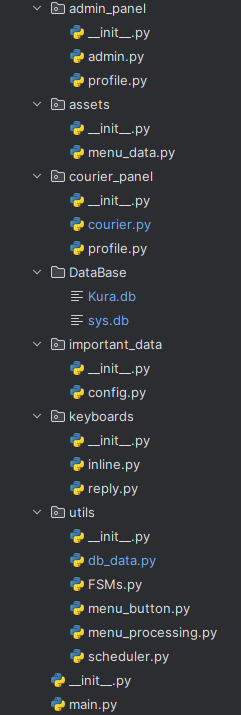 admin_panel
__init__.py
admin.py
profile.py
assets
__init__.py
menu_data.py
courier_panel
__init__.py
courier.py
profile.py
DataBase
Kura.db
sys.db
important_data
__init__.py
config.py
keyboards
__init__.py
inline.py
reply.py
utils
__init__.py
db_data.py
FSMs.py
menu_button.py
menu_processing.py
scheduler.py
__init__.py
main.py